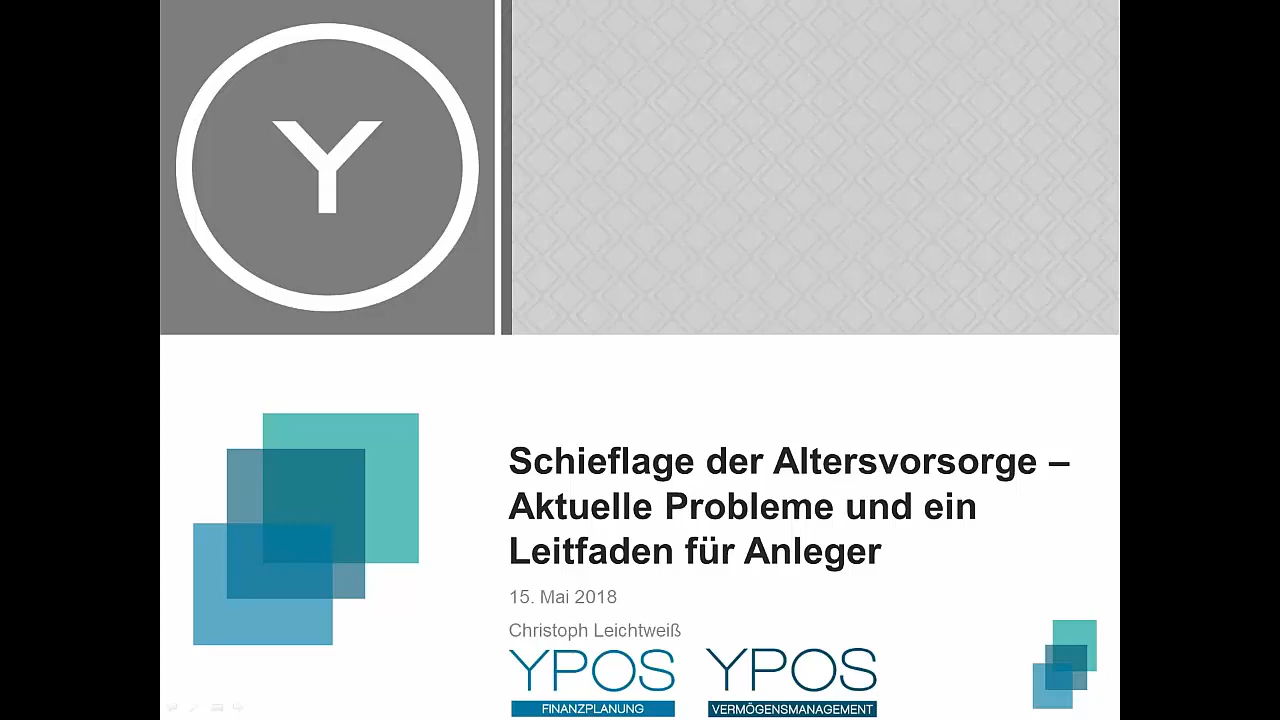 Y
Schieflage der Altersvorsorge –
Aktuelle Probleme und ein
Leitfaden für Anleger
15. Mai 2018
Christoph Leichtweiß
YPOS YPOS
FINANZPLANUNG VERMÖGENSMANAGEMENT